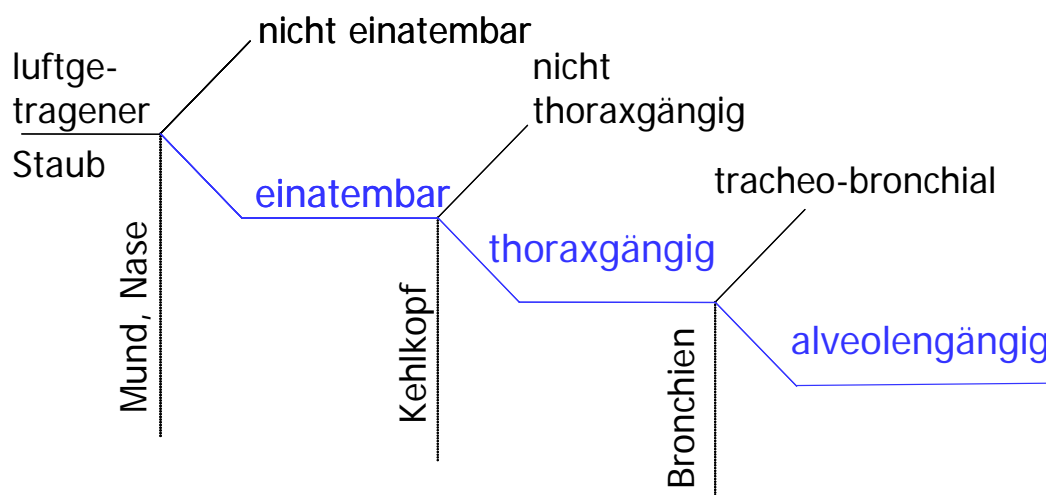 nicht einatembar
luftge-
tragener
Staub
nicht
thoraxgängig
einatembar
tracheo-bronchial
thoraxgängig
alveolengängig
Mund, Nase
Kehlkopf
Bronchien